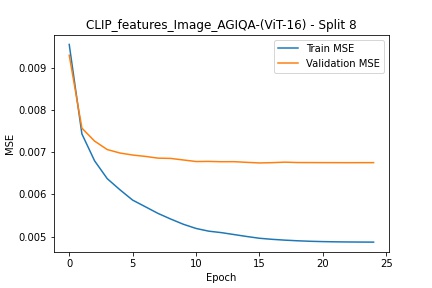 CLIP_features_Image_AGIQA-(ViT-16) - Split 8
Train MSE
Validation MSE
MSE
0.009
0.008
0.007
0.006
0.005
0 5 10 15 20 25
Epoch